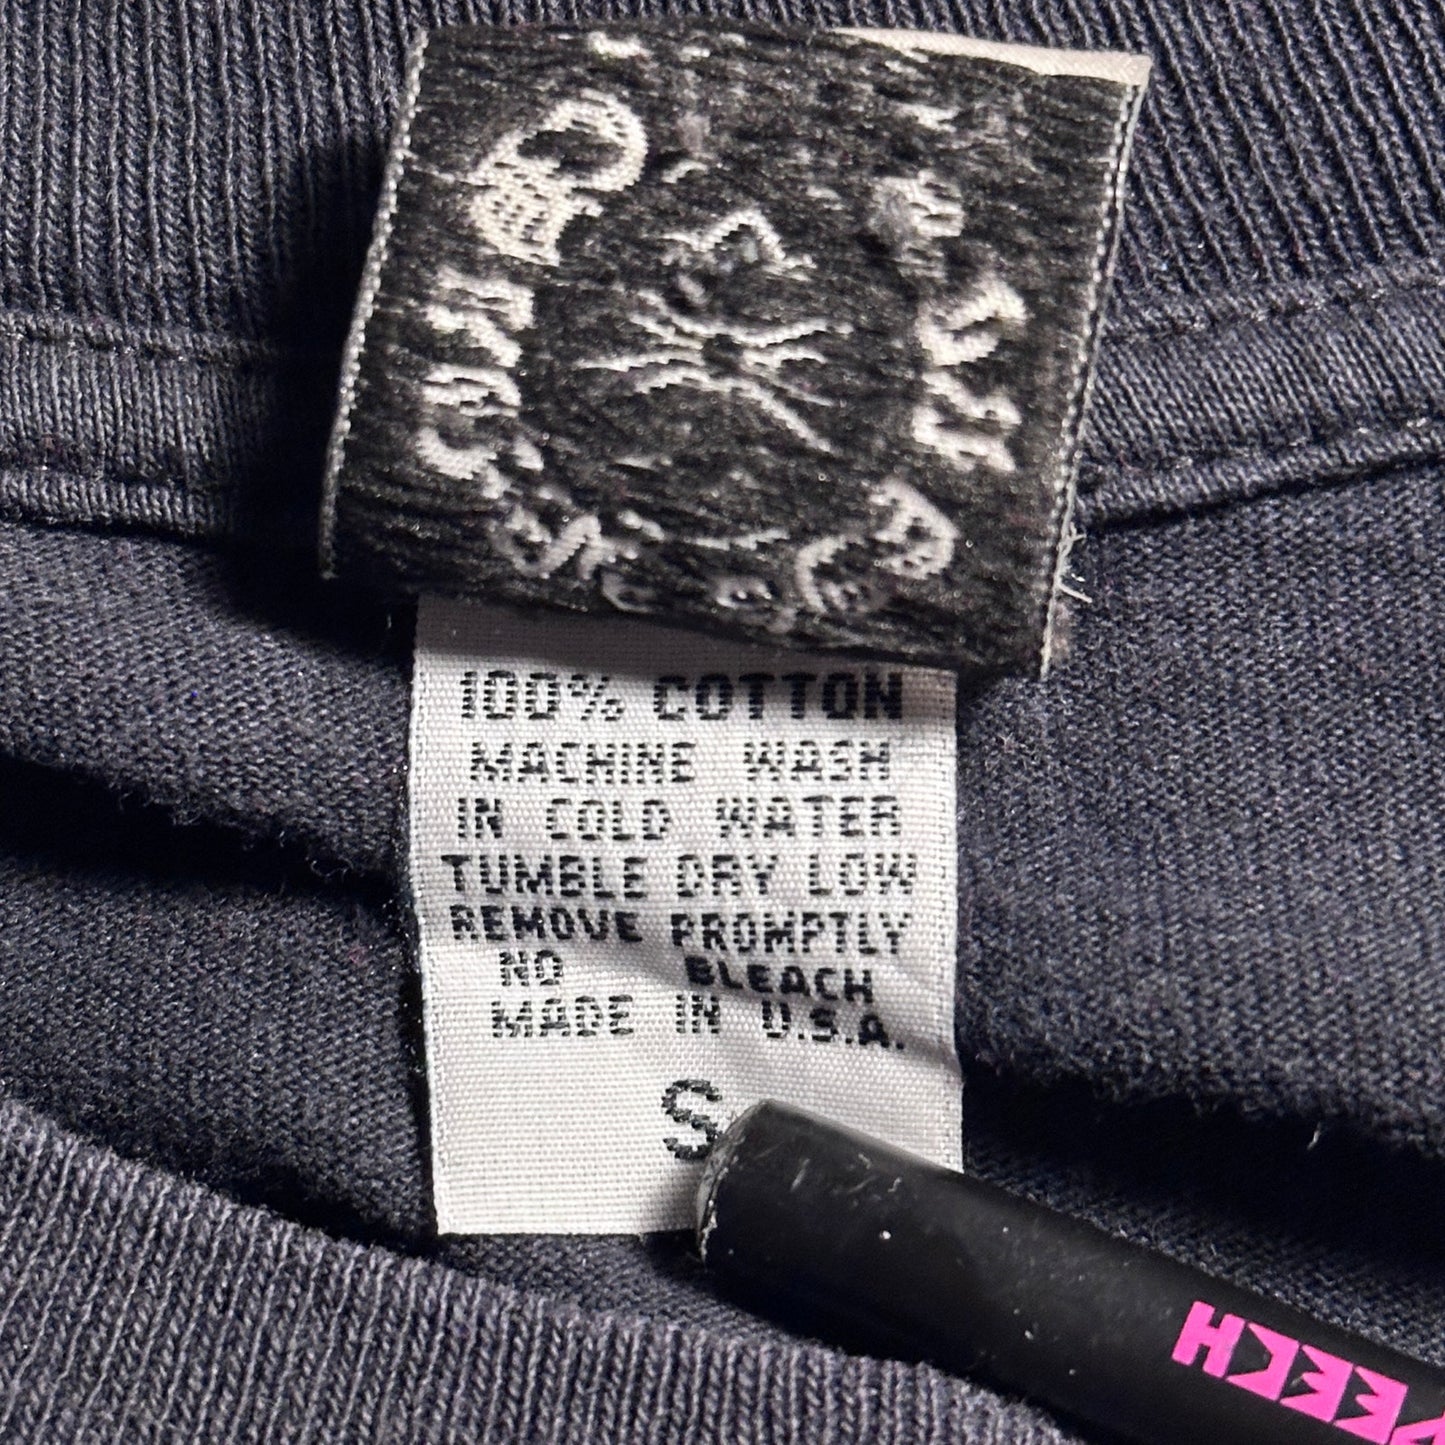 100% COTTON
MACHINE WASH
IN COLD WATER
TUMBLE DRY LOW
REMOVE PROMPTLY
NO BLEACH
MADE IN U.S.A.
S